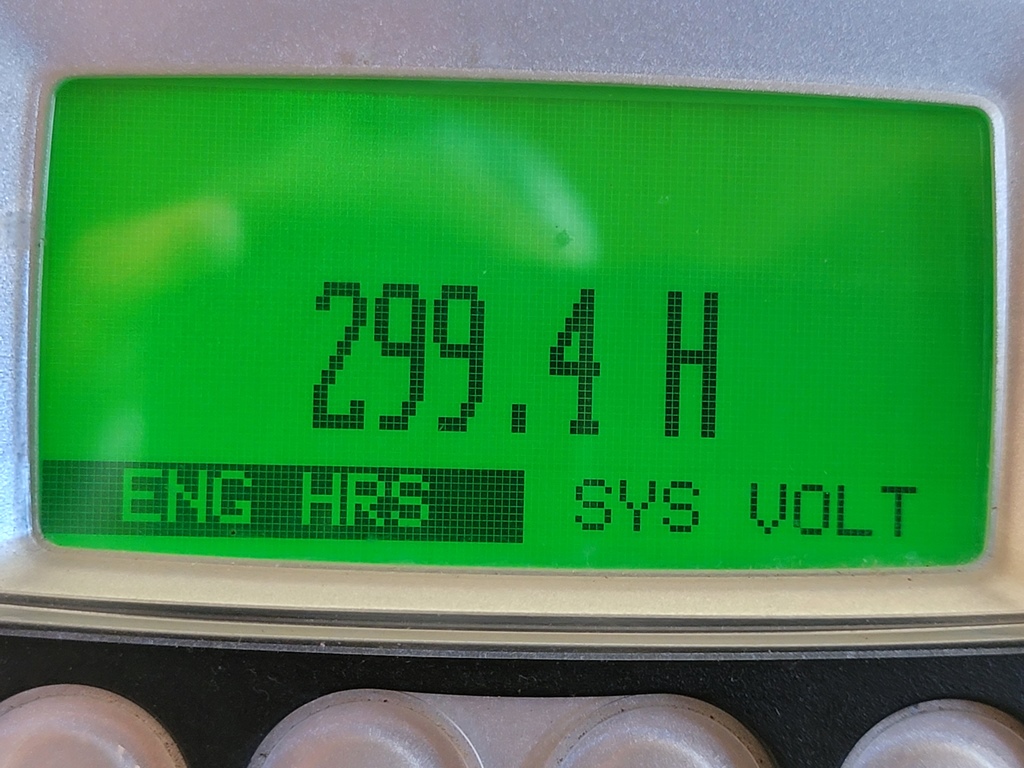 299.4 H
ENG HRS SYS VOLT